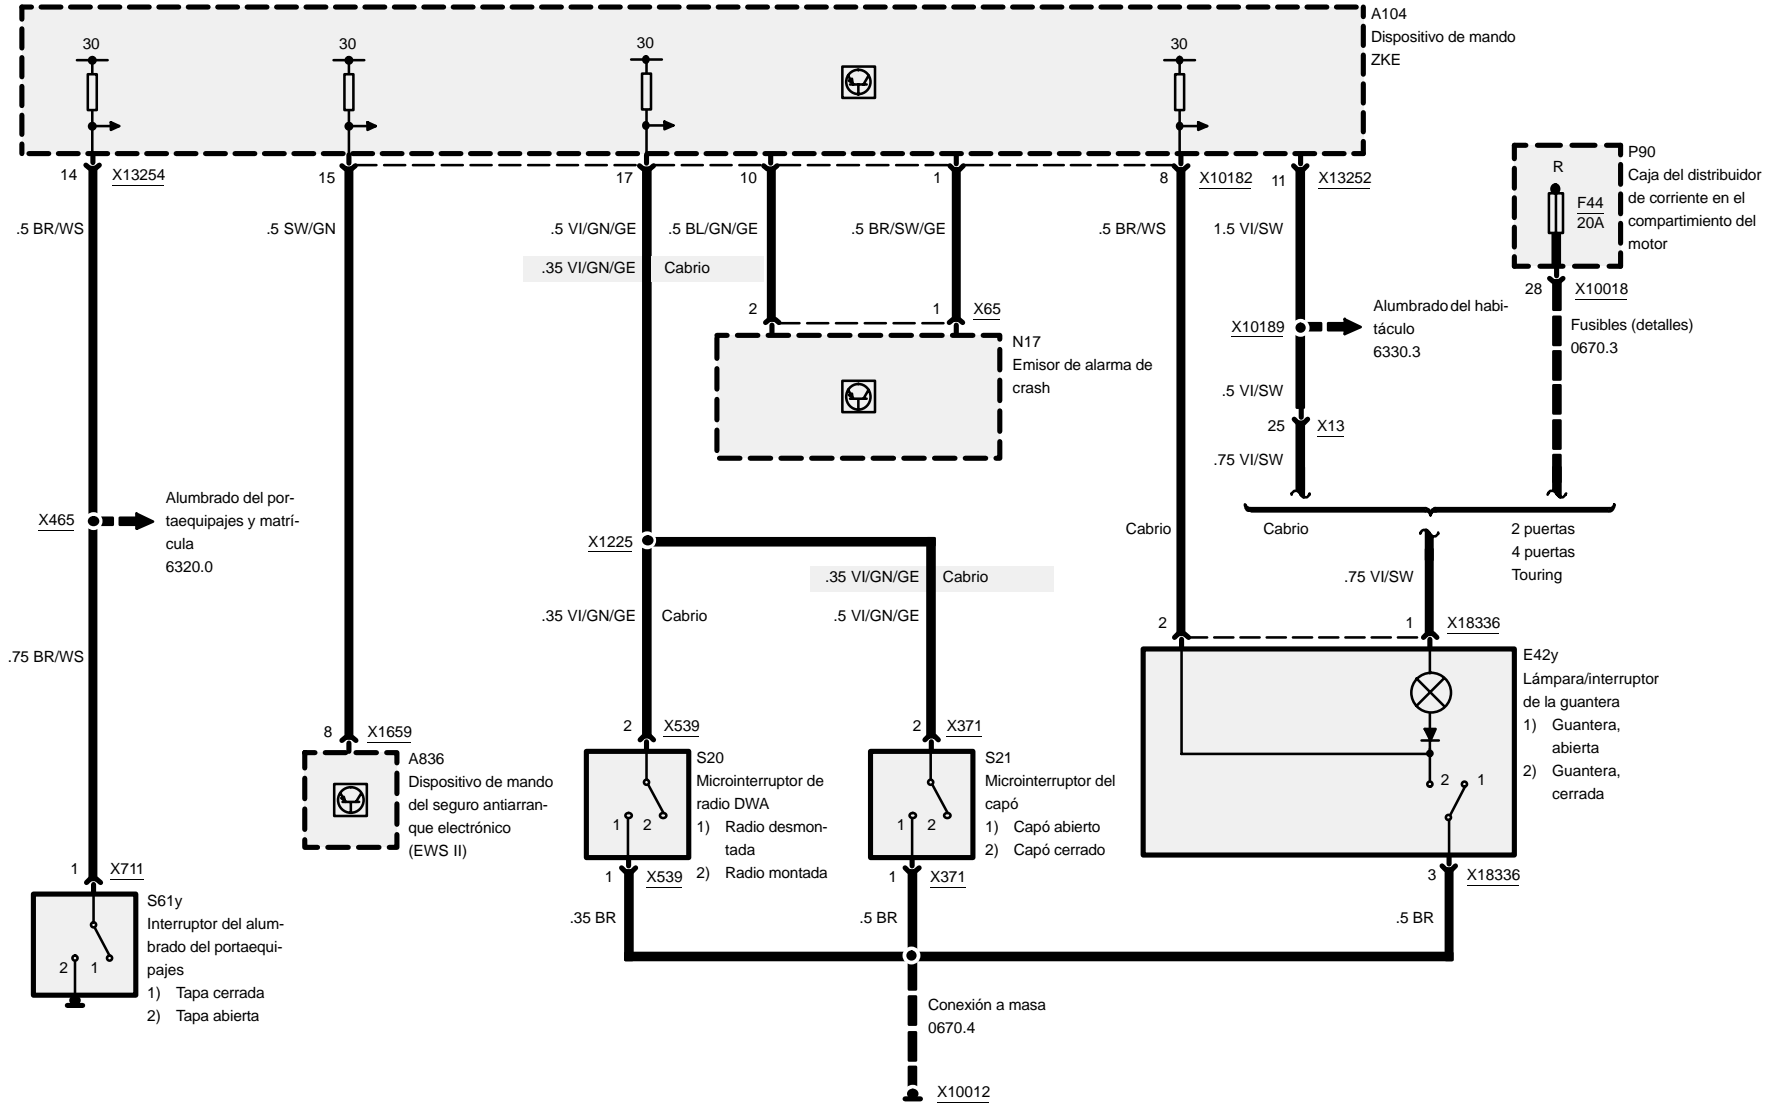 A104
Dispositivo de mando
ZKE
30
30
30
30
14
X13254
15
17
10
1
8
X10182
11
X13252
P90
Caja del distribuidor
de corriente en el
compartimiento del
motor
R
F44
20A
28
X10018
Fusibles (detalles)
0670.3
.5 BR/WS
.5 SW/GN
.5 VI/GN/GE
.5 BL/GN/GE
.5 BR/SW/GE
.5 BR/WS
1.5 VI/SW
.35 VI/GN/GE
Cabrio
2
1
X65
N17
Emisor de alarma de
crash
X10189
Alumbrado del habi-
táculo
6330.3
.5 VI/SW
25
X13
.75 VI/SW
X465
Alumbrado del por-
taequipajes y matrí-
cula
6320.0
X1225
Cabrio
Cabrio
2 puertas
4 puertas
Touring
.35 VI/GN/GE
Cabrio
.75 VI/SW
.35 VI/GN/GE
Cabrio
.5 VI/GN/GE
2
1
X18336
.75 BR/WS
E42y
Lámpara/interruptor
de la guantera
1) Guantera,
abierta
2) Guantera,
cerrada
2
1
8
X1659
A836
Dispositivo de mando
del seguro antiarran-
que electrónico
(EWS II)
2
X539
S20
Microinterruptor de
radio DWA
1) Radio desmon-
tada
2) Radio montada
1
2
2
X371
S21
Microinterruptor del
capó
1) Capó abierto
2) Capó cerrado
1
2
1
X711
1
X539
1
X371
3
X18336
S61y
Interruptor del alum-
brado del portaequi-
pajes
1) Tapa cerrada
2) Tapa abierta
2
1
.35 BR
.5 BR
.5 BR
Conexión a masa
0670.4
X10012